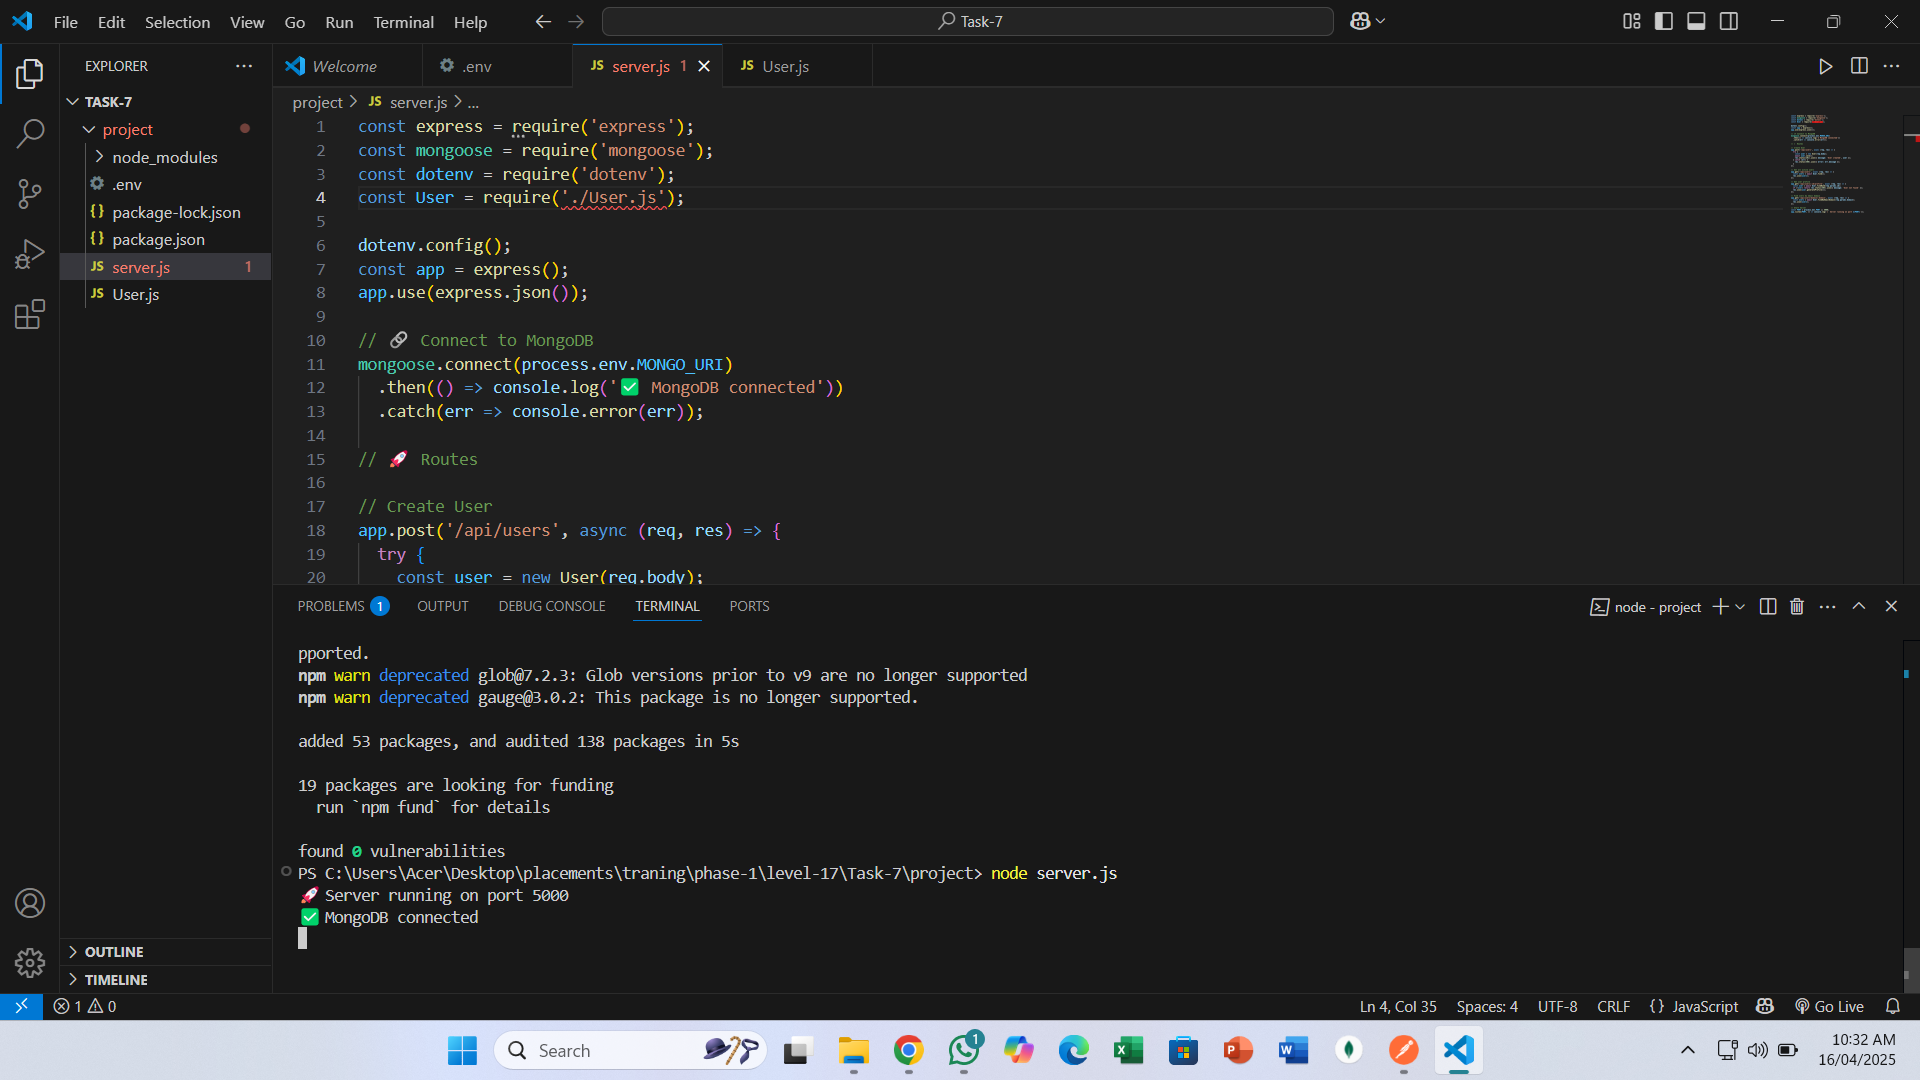 File Edit Selection View Go Run Terminal Help
Task-7
EXPLORER
TASK-7
project
node_modules
.env
package-lock.json
package.json
server.js 1
User.js
OUTLINE
TIMELINE
Welcome
.env
server.js 1
User.js
project > server.js > ...
1 const express = require('express');
2 const mongoose = require('mongoose');
3 const dotenv = require('dotenv');
4 const User = require('./User.js');
5
6 dotenv.config();
7 const app = express();
8 app.use(express.json());
9
10 // 🔗 Connect to MongoDB
11 mongoose.connect(process.env.MONGO_URI)
12 .then(() => console.log('✅ MongoDB connected'))
13 .catch(err => console.error(err));
14
15 // 🚀 Routes
16
17 // Create User
18 app.post('/api/users', async (req, res) => {
19 try {
20 const user = new User(req.body);
PROBLEMS 1 OUTPUT DEBUG CONSOLE TERMINAL PORTS
node - project
pported.
npm warn deprecated glob@7.2.3: Glob versions prior to v9 are no longer supported
npm warn deprecated gauge@3.0.2: This package is no longer supported.
added 53 packages, and audited 138 packages in 5s
19 packages are looking for funding
run `npm fund` for details
found 0 vulnerabilities
PS C:\Users\Acer\Desktop\placements\traning\phase-1\level-17\Task-7\project> node server.js
🚀 Server running on port 5000
✅ MongoDB connected
1 0
Ln 4, Col 35 Spaces: 4 UTF-8 CRLF {} JavaScript Go Live
Search
1
10:32 AM
16/04/2025